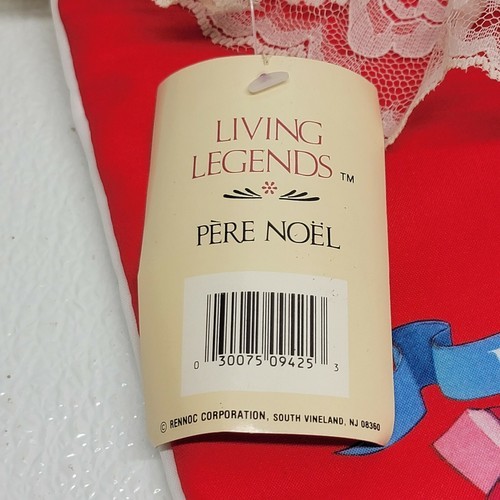 LIVING
LEGENDS™
PÈRE NOËL
0 30075 09425 3
© RENNOC CORPORATION, SOUTH VINELAND, NJ 08360